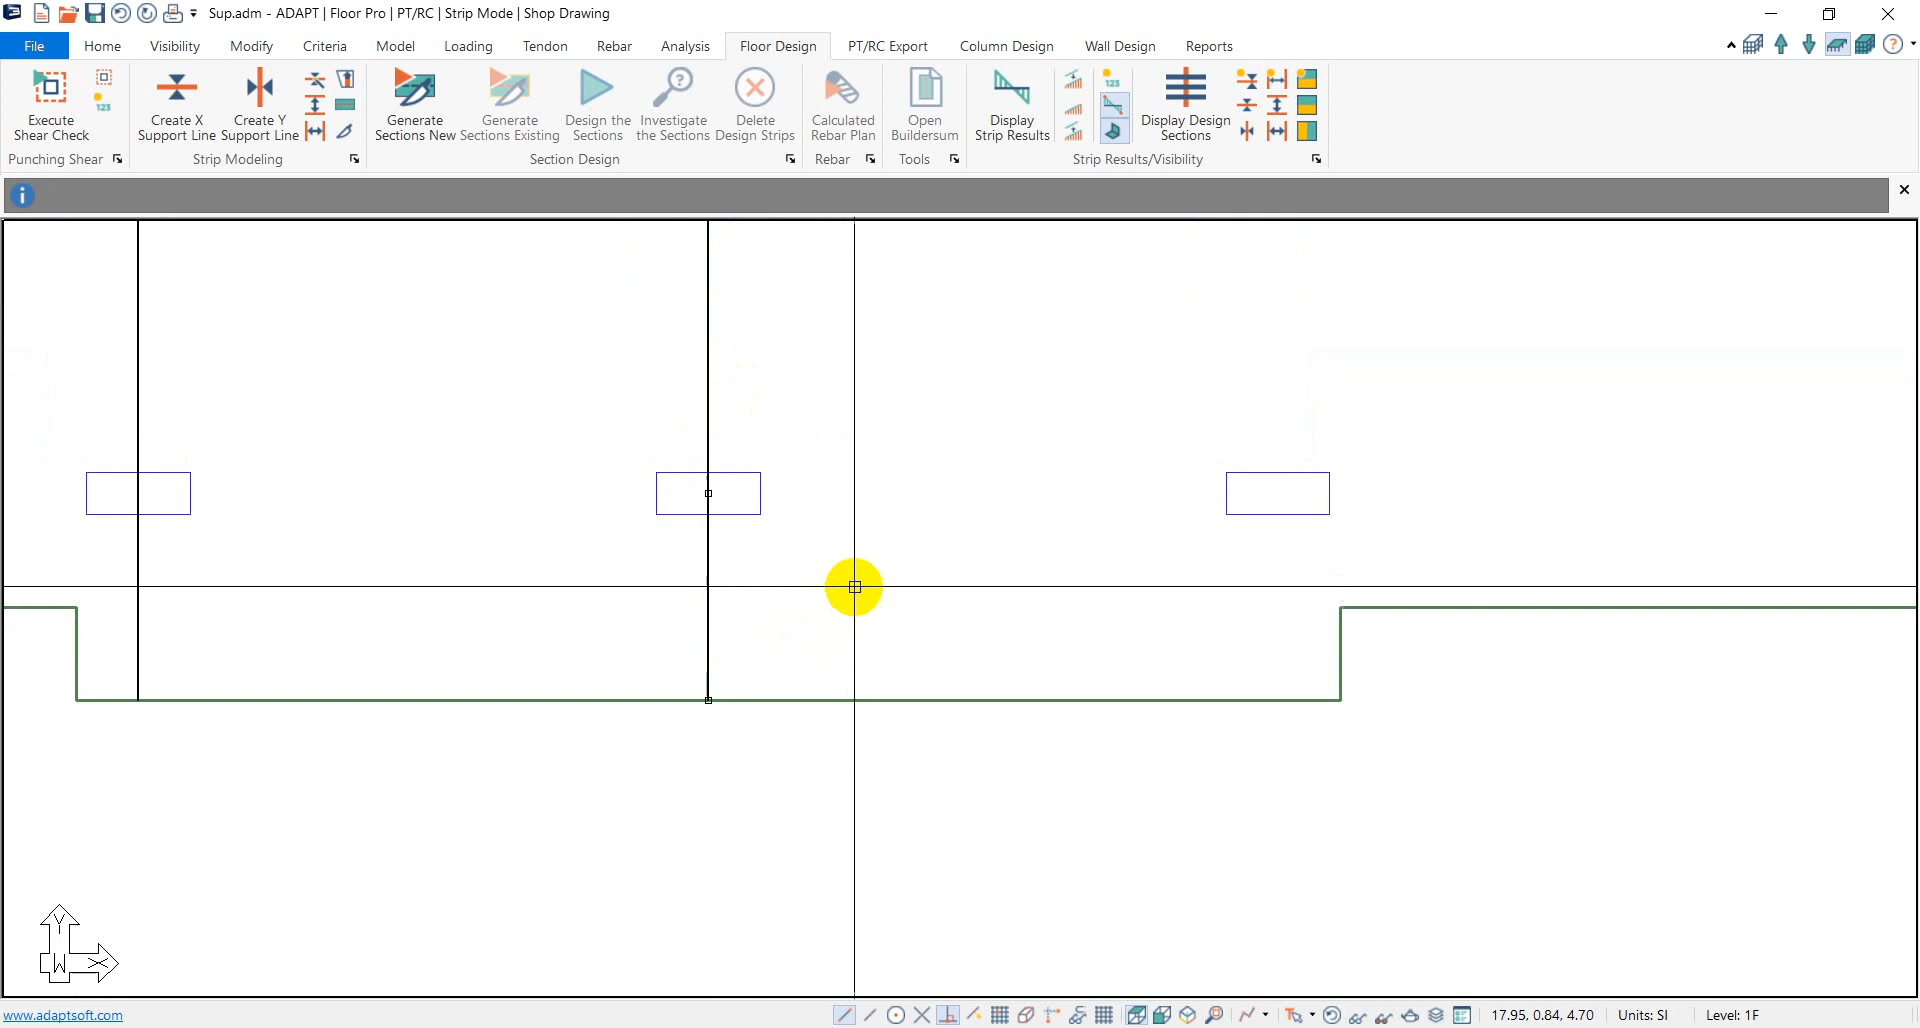 Sup.adm - ADAPT | Floor Pro | PT/RC | Strip Mode | Shop Drawing
File Home Visibility Modify Criteria Model Loading Tendon Rebar Analysis Floor Design PT/RC Export Column Design Wall Design Reports
Execute Shear Check
123
Create X Support Line
Create Y Support Line
Generate Sections New
Generate Sections Existing
Design the Sections
Investigate the Sections
Delete Design Strips
Calculated Rebar Plan
Open Buildersum
Display Strip Results
123
Display Design Sections
Punching Shear Strip Modeling Section Design Rebar Tools Strip Results/Visibility
Y
W X
www.adaptsoft.com 17.95, 0.84, 4.70 Units: SI Level: 1F